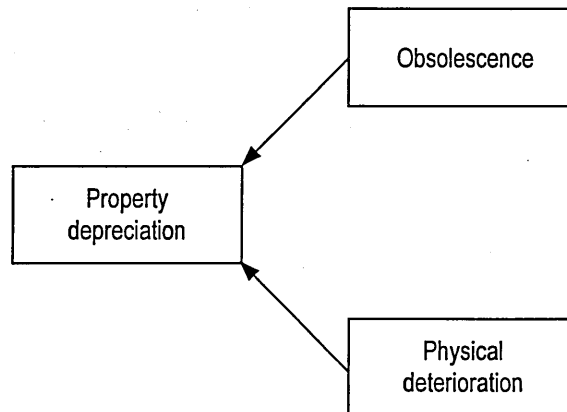 Obsolescence
Property
depreciation
Physical
deterioration